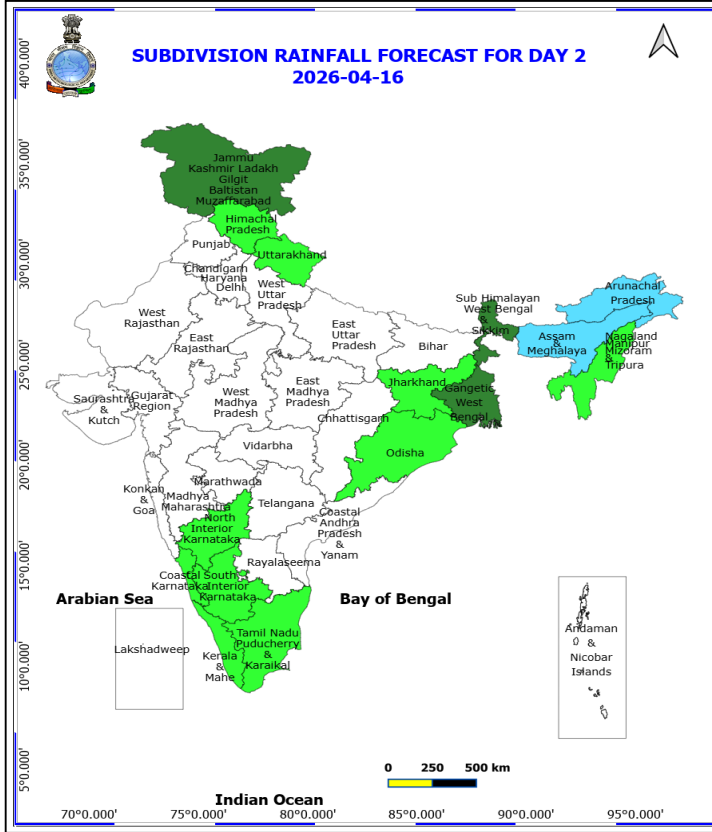 SUBDIVISION RAINFALL FORECAST FOR DAY 2
2026-04-16
40°0.000'
35°0.000'
30°0.000'
25°0.000'
20°0.000'
15°0.000'
10°0.000'
5°0.000'
Jammu
Kashmir Ladakh
Gilgit
Baltistan
Muzaffarabad
Himachal
Pradesh
Punjab
Uttarakhand
Chandigarh
Haryana
Delhi
West
Uttar
Pradesh
West
Rajasthan
East
Rajasthan
East
Uttar
Pradesh
Bihar
Sub Himalayan
West Bengal
&
Sikkim
Arunachal
Pradesh
Assam
&
Meghalaya
Nagaland
Manipur
Mizoram
&
Tripura
Saurashtra
&
Kutch
Gujarat
Region
West
Madhya
Pradesh
East
Madhya
Pradesh
Jharkhand
Gangetic
West
Bengal
Chhattisgarh
Odisha
Vidarbha
Konkan
&
Goa
Madhya
Maharashtra
Marathwada
Telangana
North
Interior
Karnataka
Coastal
Andhra
Pradesh
&
Yanam
Rayalaseema
Coastal
Karnataka
South
Interior
Karnataka
Arabian Sea
Bay of Bengal
Lakshadweep
Kerala
&
Mahe
Tamil Nadu
Puducherry
&
Karaikal
Andaman
&
Nicobar
Islands
0 250 500 km
Indian Ocean
70°0.000' 75°0.000' 80°0.000' 85°0.000' 90°0.000' 95°0.000'